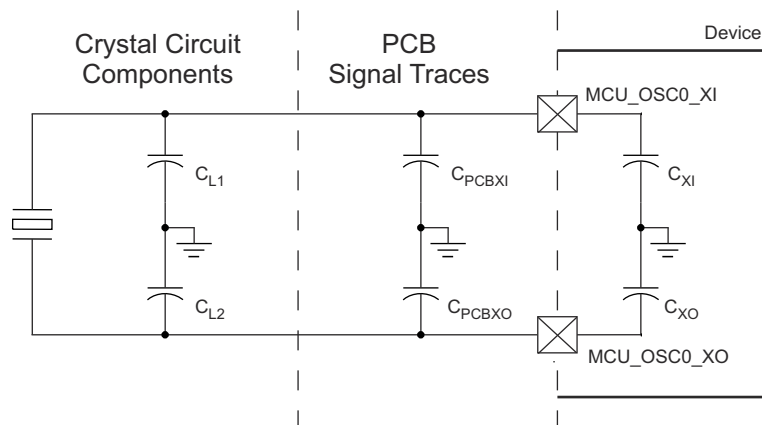 Crystal Circuit
Components
PCB
Signal Traces
Device
MCU_OSC0_XI
CL1
CPCBXI
CXI
CL2
CPCBXO
CXO
MCU_OSC0_XO